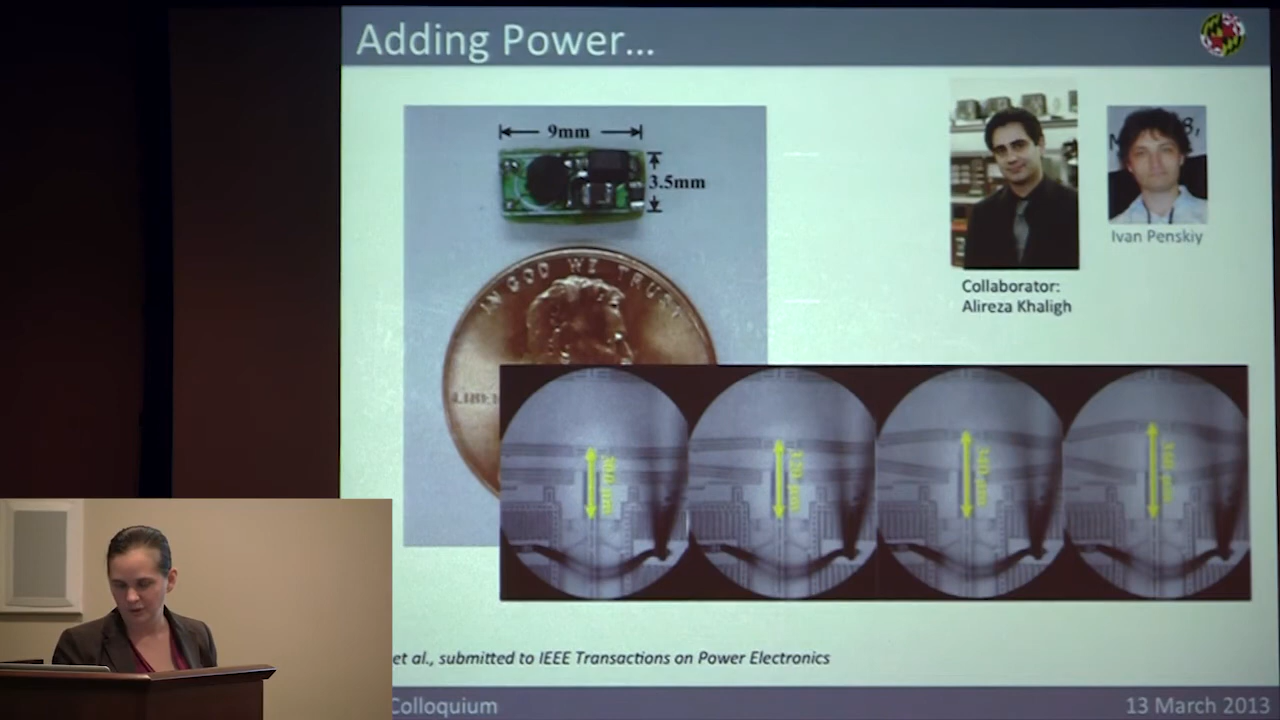 Adding Power...
9mm
3.5mm
IN GOD WE TRUST
Ivan Penskiy
Collaborator:
Alireza Khaligh
et al., submitted to IEEE Transactions on Power Electronics
Colloquium
13 March 2013